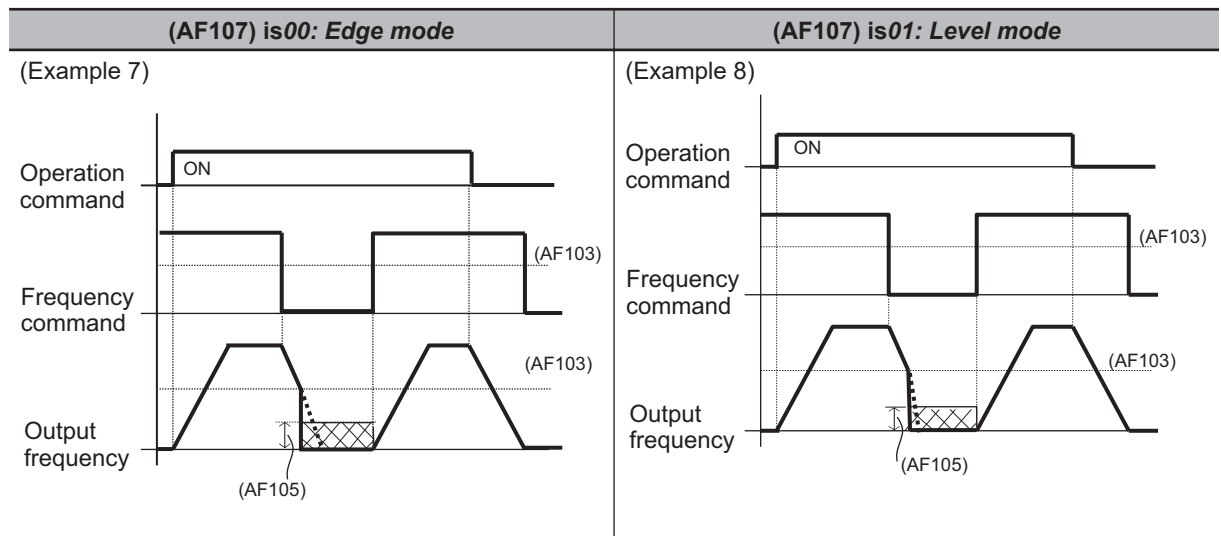 (AF107) is00: Edge mode
(AF107) is01: Level mode
(Example 7)
ON
Operation
command
(AF103)
Frequency
command
(AF103)
Output
frequency
(AF105)
(Example 8)
ON
Operation
command
(AF103)
Frequency
command
(AF103)
Output
frequency
(AF105)